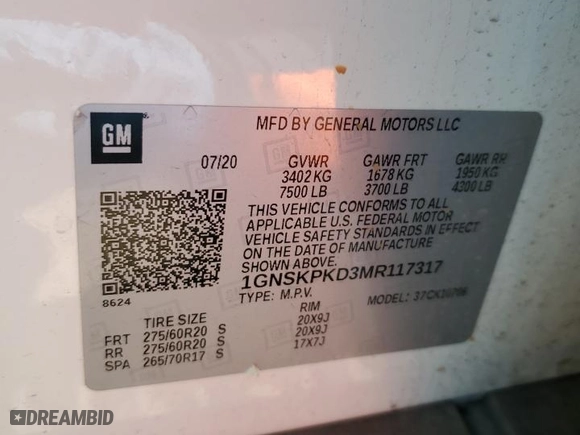 GM
MFD BY GENERAL MOTORS LLC
07/20 GVWR GAWR FRT GAWR RR
3402 KG 1678 KG 1950 KG
7500 LB 3700 LB 4300 LB
THIS VEHICLE CONFORMS TO ALL
APPLICABLE U.S. FEDERAL MOTOR
VEHICLE SAFETY STANDARDS IN EFFECT
ON THE DATE OF MANUFACTURE
SHOWN ABOVE.
1GNSKPKD3MR117317
8624
TYPE: M.P.V. MODEL:
TIRE SIZE RIM
FRT 275/60R20 S 20X9J
RR 275/60R20 S 20X9J
SPA 265/70R17 S 17X7J
DREAMBID